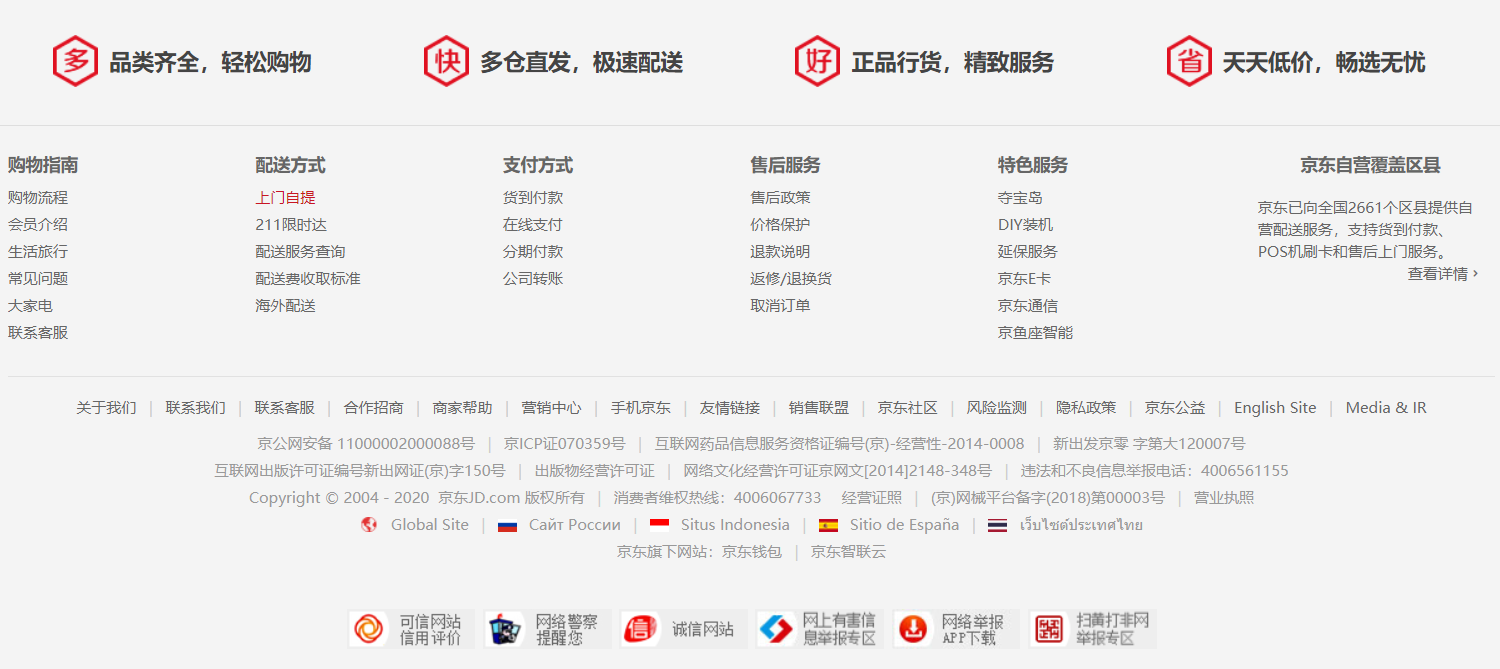 多 品类齐全，轻松购物 快 多仓直发，极速配送 好 正品行货，精致服务 省 天天低价，畅选无忧
购物指南
购物流程
会员介绍
生活旅行
常见问题
大家电
联系客服
配送方式
上门自提
211限时达
配送服务查询
配送费收取标准
海外配送
支付方式
货到付款
在线支付
分期付款
公司转账
售后服务
售后政策
价格保护
退款说明
返修/退换货
取消订单
特色服务
夺宝岛
DIY装机
延保服务
京东E卡
京东通信
京鱼座智能
京东自营覆盖区县
京东已向全国2661个区县提供自
营配送服务，支持货到付款、
POS机刷卡和售后上门服务。
查看详情 ›
关于我们 | 联系我们 | 联系客服 | 合作招商 | 商家帮助 | 营销中心 | 手机京东 | 友情链接 | 销售联盟 | 京东社区 | 风险监测 | 隐私政策 | 京东公益 | English Site | Media & IR
京公网安备 11000002000088号 | 京ICP证070359号 | 互联网药品信息服务资格证编号(京)-经营性-2014-0008 | 新出发京零 字第大120007号
互联网出版许可证编号新出网证(京)字150号 | 出版物经营许可证 | 网络文化经营许可证京网文[2014]2148-348号 | 违法和不良信息举报电话：4006561155
Copyright © 2004 - 2020 京东JD.com 版权所有 | 消费者维权热线：4006067733 经营证照 | (京)网械平台备字(2018)第00003号 | 营业执照
Global Site | Сайт России | Situs Indonesia | Sitio de España | เว็บไซต์ประเทศไทย
京东旗下网站：京东钱包 | 京东智联云
可信网站
信用评价
网络警察
提醒您
诚信网站
网上有害信
息举报专区
网络举报
APP下载
扫黄打非网
举报专区